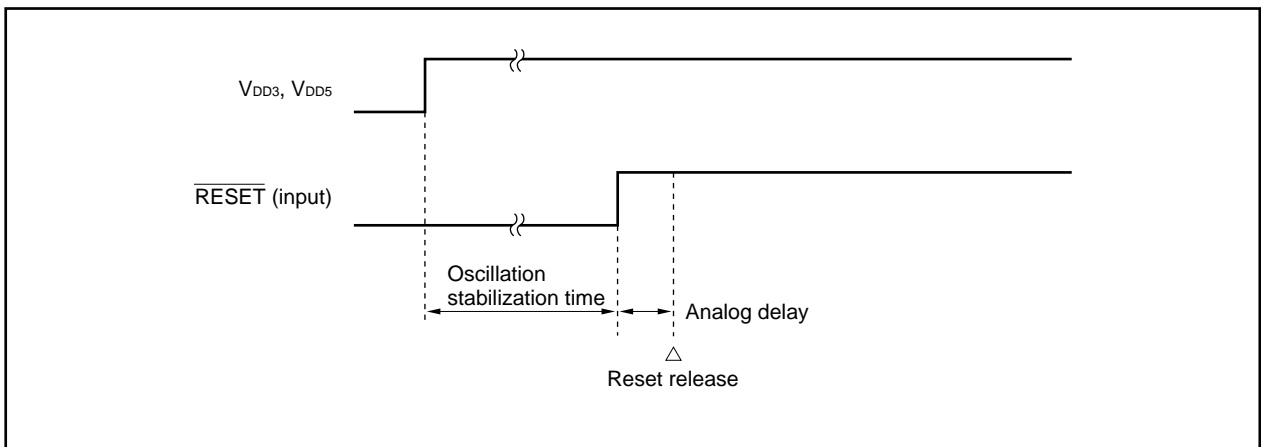 VDD3, VDD5
RESET (input)
Oscillation
stabilization time
Analog delay
Reset release